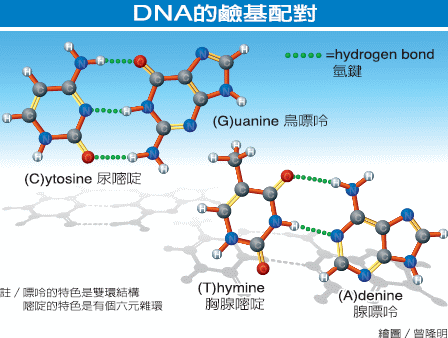 DNA的鹼基配對
=hydrogen bond
氫鍵
(G)uanine 鳥嘌呤
(C)ytosine 尿嘧啶
(T)hymine
胸腺嘧啶
(A)denine
腺嘌呤
註/嘌呤的特色是雙環結構
嘧啶的特色是有個六元雜環
繪圖/曾隆明